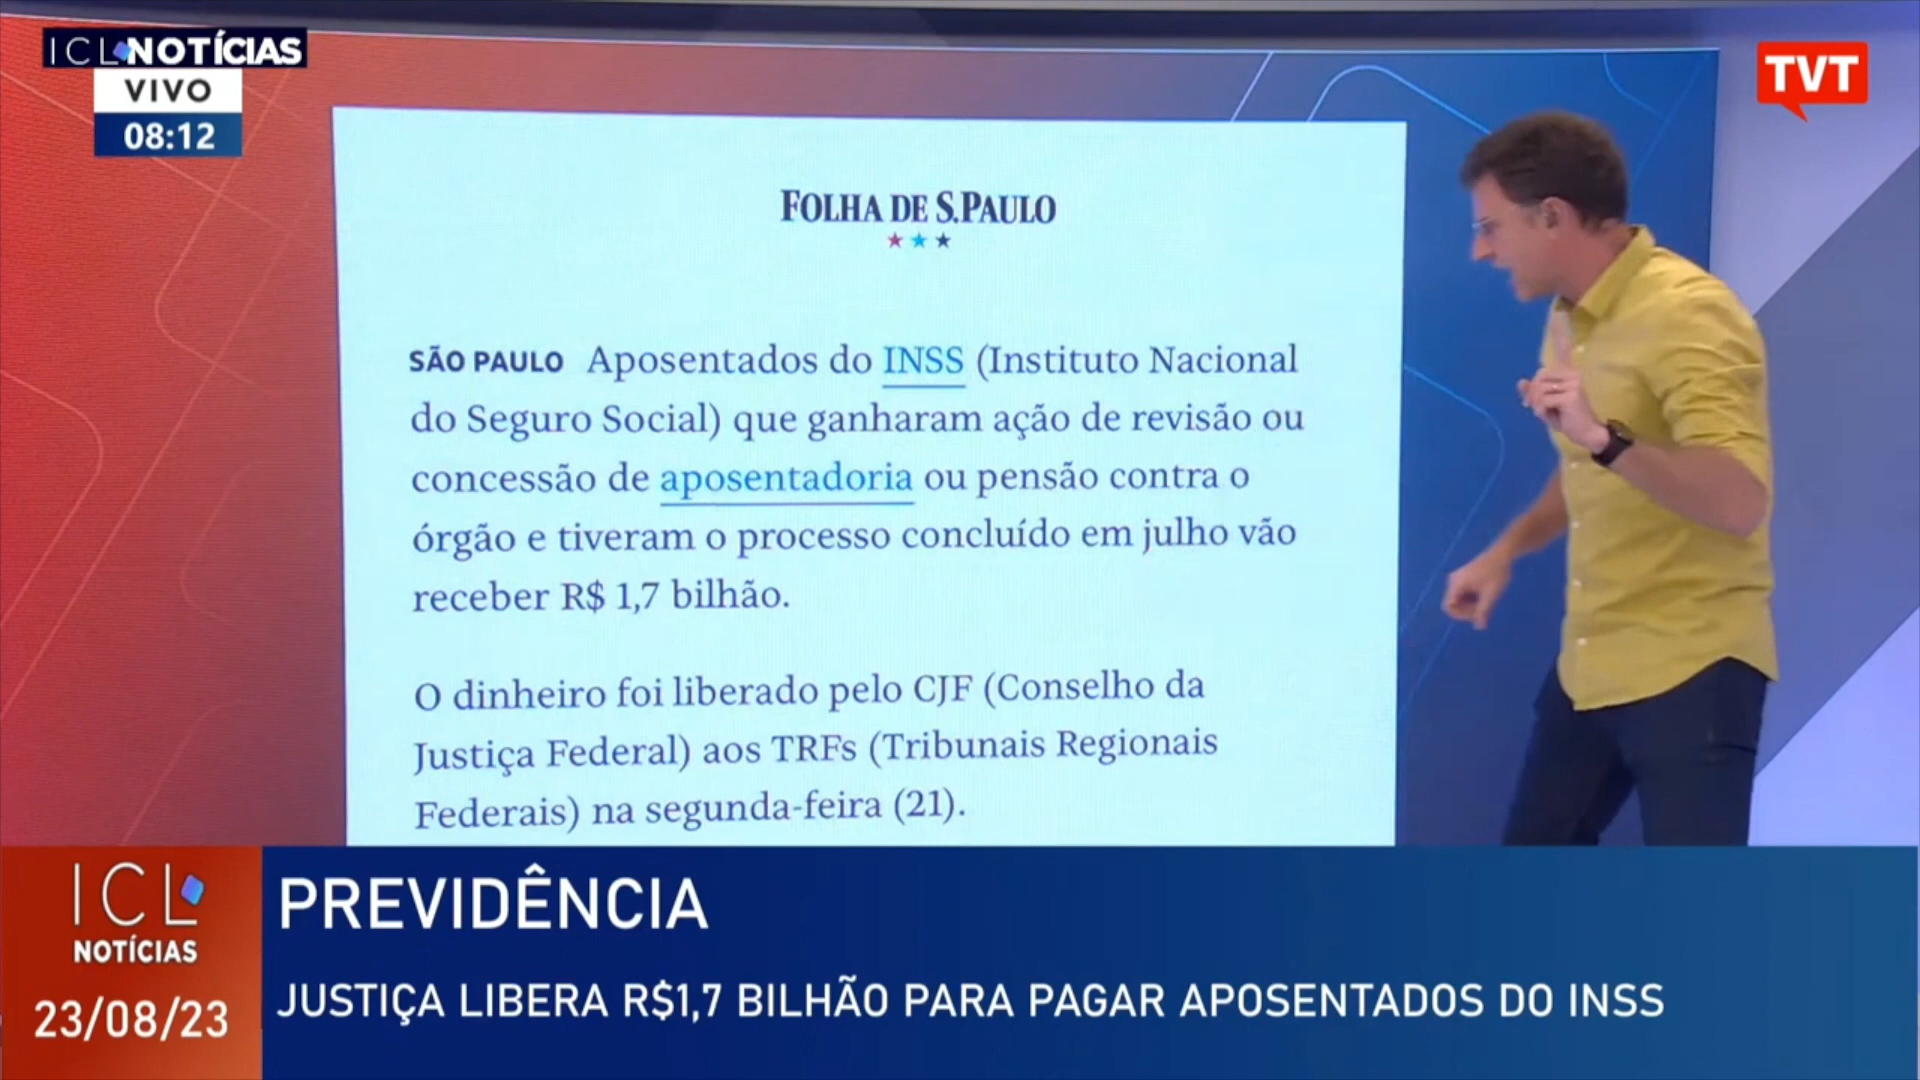 ICL NOTÍCIAS
VIVO
08:12
TVT
FOLHA DE S.PAULO
SÃO PAULO Aposentados do INSS (Instituto Nacional
do Seguro Social) que ganharam ação de revisão ou
concessão de aposentadoria ou pensão contra o
órgão e tiveram o processo concluído em julho vão
receber R$ 1,7 bilhão.
O dinheiro foi liberado pelo CJF (Conselho da
Justiça Federal) aos TRFs (Tribunais Regionais
Federais) na segunda-feira (21).
ICL
NOTÍCIAS
23/08/23
PREVIDÊNCIA
JUSTIÇA LIBERA R$1,7 BILHÃO PARA PAGAR APOSENTADOS DO INSS